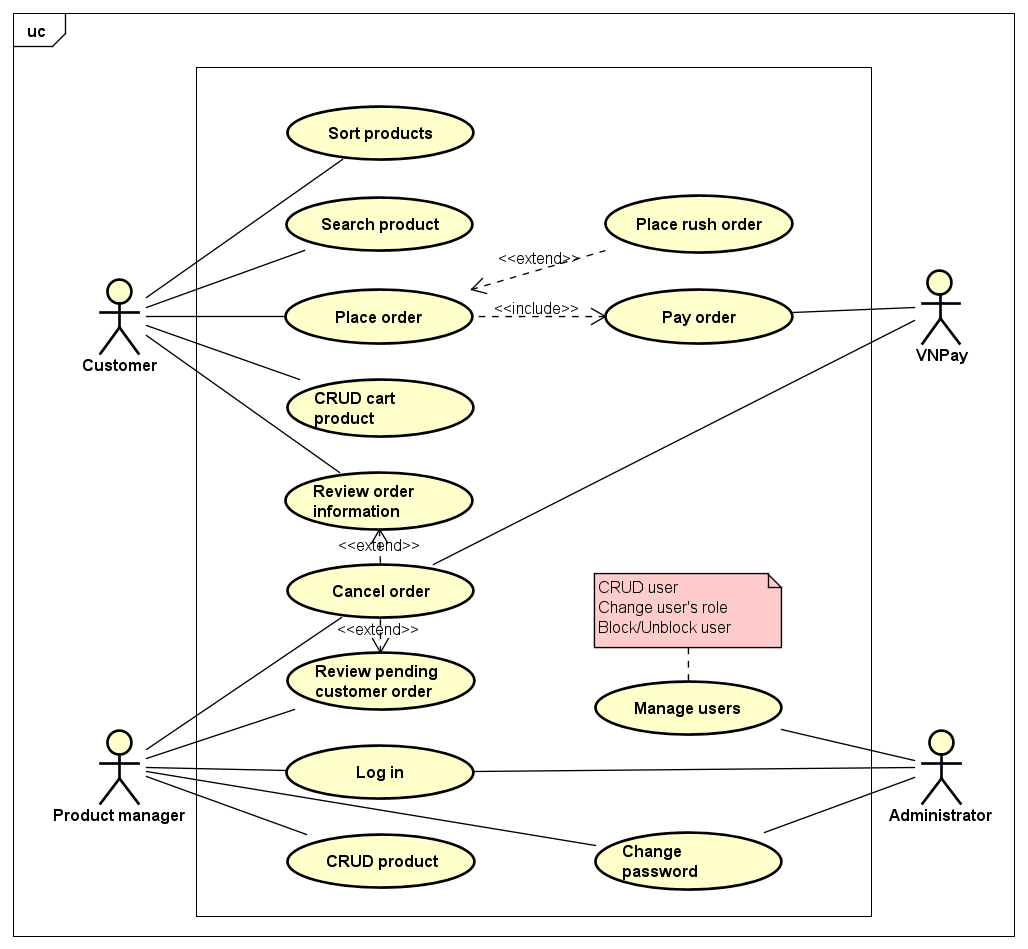 uc
Sort products
Search product
Place rush order
<<extend>>
<<include>>
Place order
Pay order
Customer
VNPay
CRUD cart
product
Review order
information
<<extend>>
Cancel order
CRUD user
Change user's role
Block/Unblock user
<<extend>>
Review pending
customer order
Manage users
Log in
Product manager
Administrator
CRUD product
Change
password